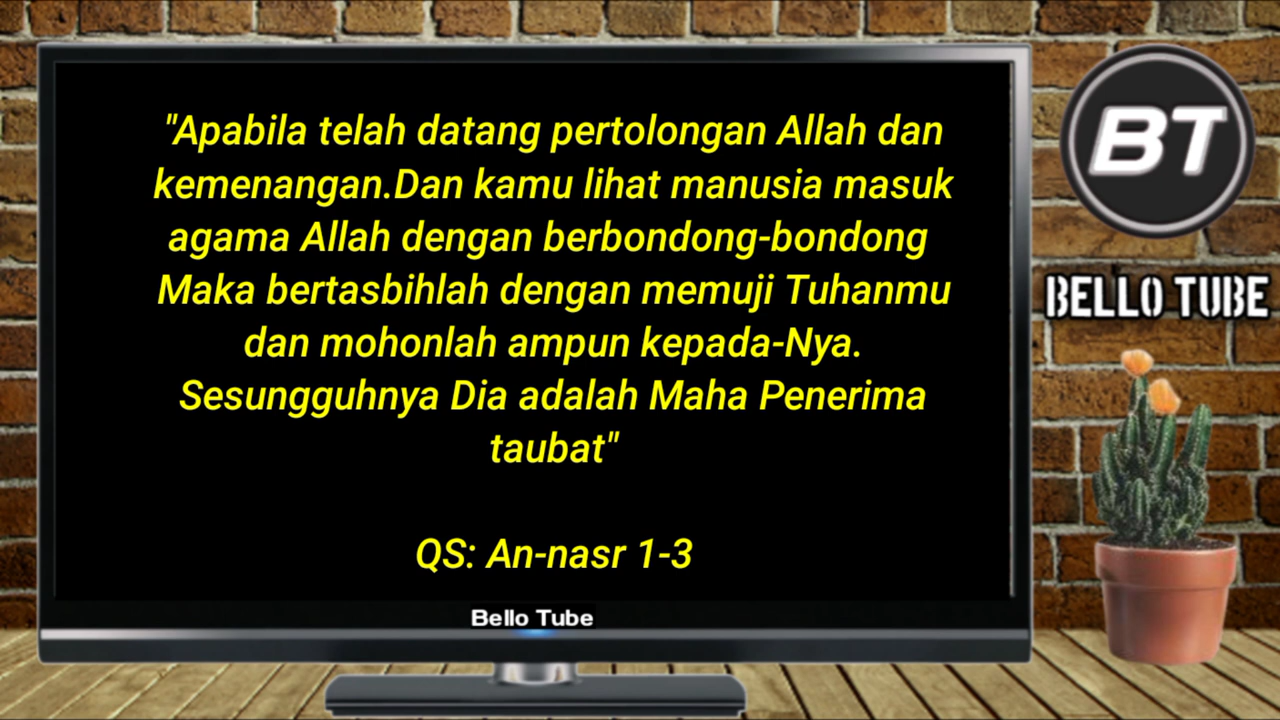 "Apabila telah datang pertolongan Allah dan
kemenangan.Dan kamu lihat manusia masuk
agama Allah dengan berbondong-bondong
Maka bertasbihlah dengan memuji Tuhanmu
dan mohonlah ampun kepada-Nya.
Sesungguhnya Dia adalah Maha Penerima
taubat"
QS: An-nasr 1-3
Bello Tube
BT
BELLO TUBE